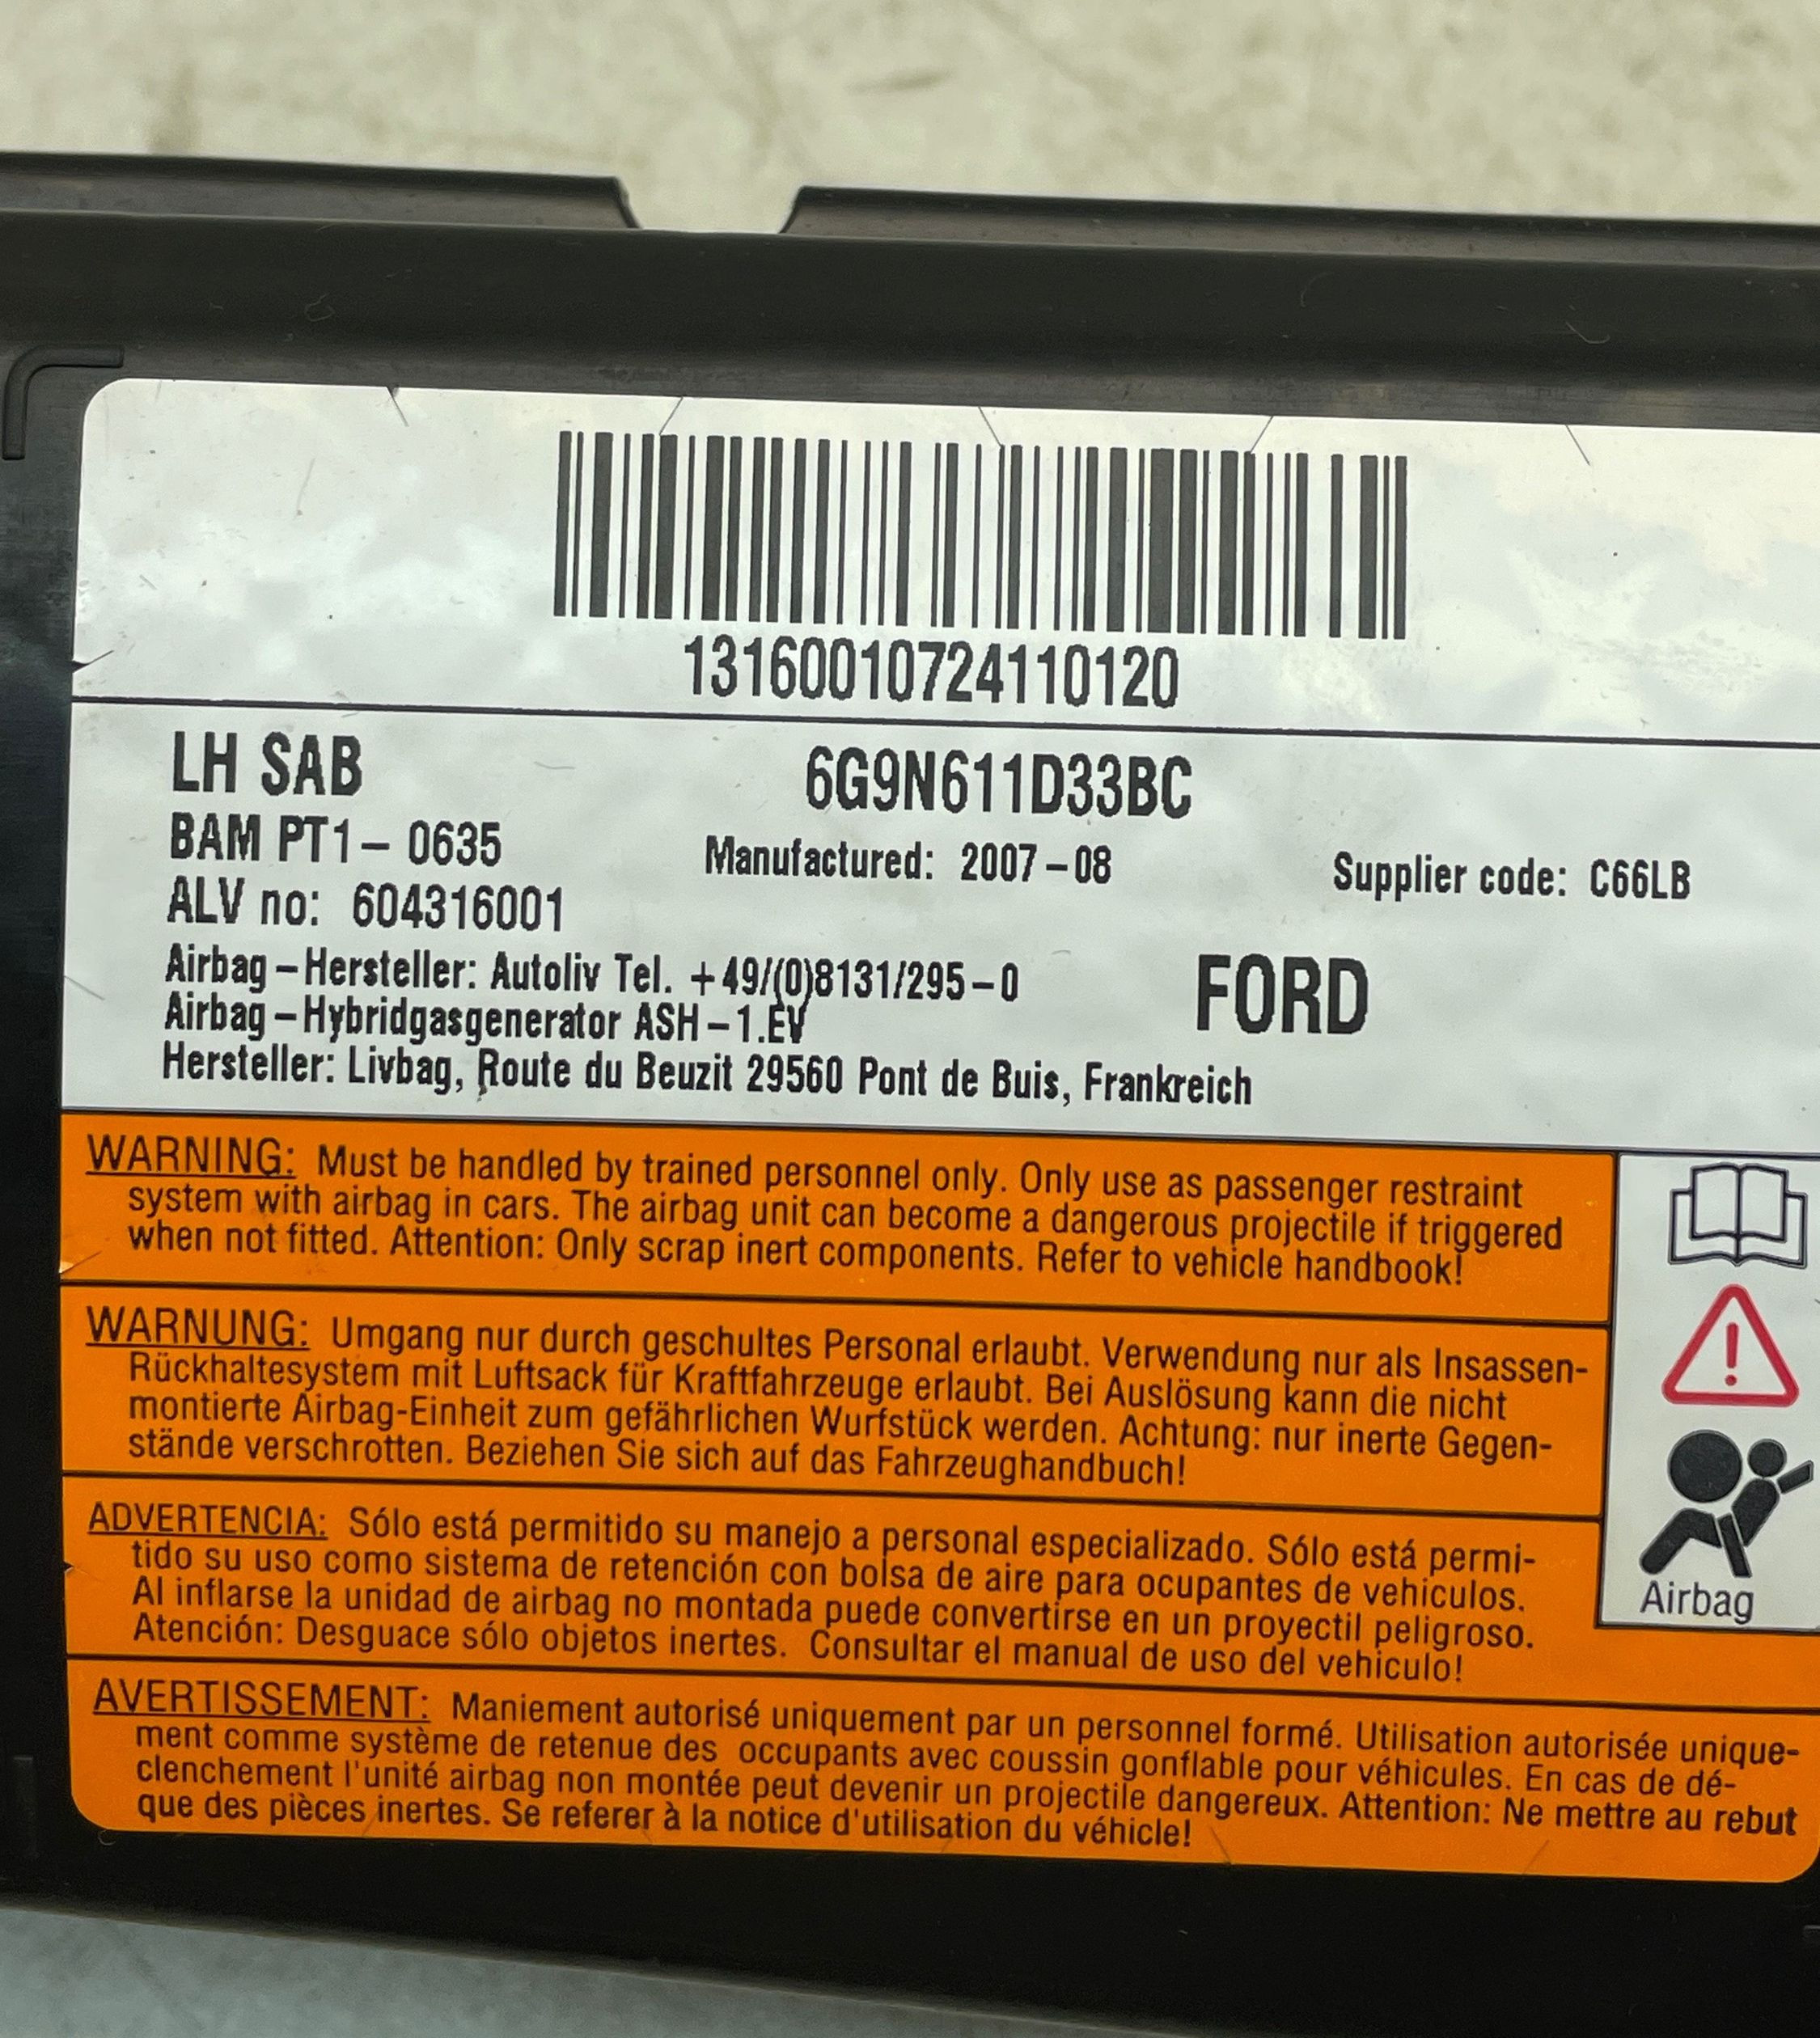 13160010724110120
LH SAB
6G9N611D33BC
BAM PT1– 0635
Manufactured: 2007–08
Supplier code: C66LB
ALV no: 604316001
Airbag–Hersteller: Autoliv Tel. +49/(0)8131/295–0
FORD
Airbag–Hybridgasgenerator ASH–1.EV
Hersteller: Livbag, Route du Beuzit 29560 Pont de Buis, Frankreich
WARNING: Must be handled by trained personnel only. Only use as passenger restraint
system with airbag in cars. The airbag unit can become a dangerous projectile if triggered
when not fitted. Attention: Only scrap inert components. Refer to vehicle handbook!
WARNUNG: Umgang nur durch geschultes Personal erlaubt. Verwendung nur als Insassen-
Rückhaltesystem mit Luftsack für Kraftfahrzeuge erlaubt. Bei Auslösung kann die nicht
montierte Airbag-Einheit zum gefährlichen Wurfstück werden. Achtung: nur inerte Gegen-
stände verschrotten. Beziehen Sie sich auf das Fahrzeughandbuch!
ADVERTENCIA: Sólo está permitido su manejo a personal especializado. Sólo está permi-
tido su uso como sistema de retención con bolsa de aire para ocupantes de vehiculos.
Al inflarse la unidad de airbag no montada puede convertirse en un proyectil peligroso.
Atención: Desguace sólo objetos inertes. Consultar el manual de uso del vehiculo!
Airbag
AVERTISSEMENT: Maniement autorisé uniquement par un personnel formé. Utilisation autorisée unique-
ment comme système de retenue des occupants avec coussin gonflable pour véhicules. En cas de dé-
clenchement l'unité airbag non montée peut devenir un projectile dangereux. Attention: Ne mettre au rebut
que des pièces inertes. Se referer à la notice d'utilisation du véhicle!